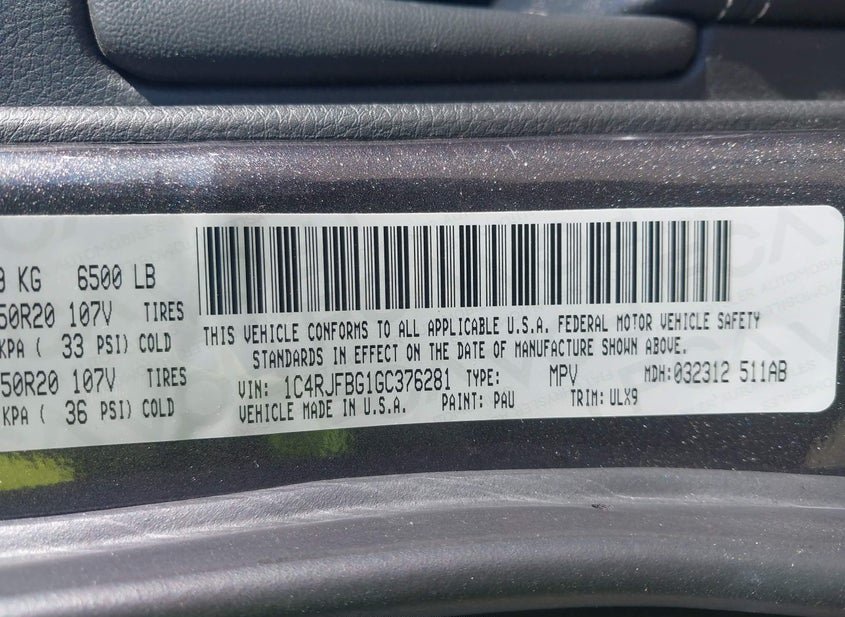 KG 6500 LB
50R20 107V TIRES
KPA ( 33 PSI) COLD
50R20 107V TIRES
KPA ( 36 PSI) COLD
THIS VEHICLE CONFORMS TO ALL APPLICABLE U.S.A. FEDERAL MOTOR VEHICLE SAFETY
STANDARDS IN EFFECT ON THE DATE OF MANUFACTURE SHOWN ABOVE.
VIN: 1C4RJFBG1GC376281 TYPE: MPV MDH: 032312 511AB
VEHICLE MADE IN U.S.A. PAINT: PAU TRIM: ULX9